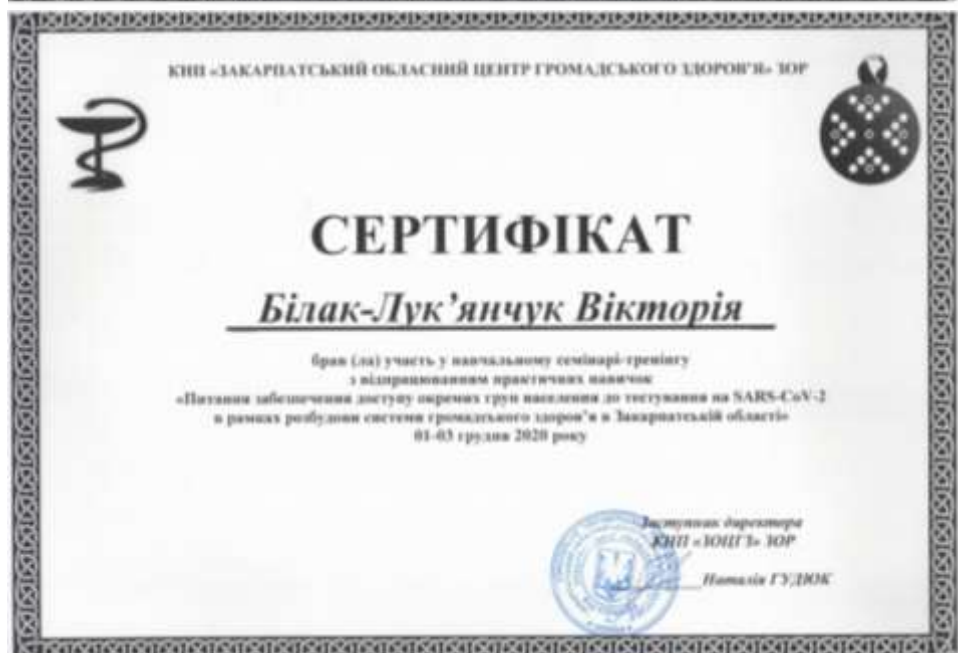 КНП «ЗАКАРПАТСЬКИЙ ОБЛАСНИЙ ЦЕНТР ГРОМАДСЬКОГО ЗДОРОВ'Я» ЗОР
СЕРТИФІКАТ
Білак-Лук’янчук Вікторія
брав (ла) участь у навчальному семінарі-тренінгу
з відпрацюванням практичних навичок
«Питання забезпечення доступу окремих груп населення до тестування на SARS-CoV-2
в рамках розбудови системи громадського здоров’я в Закарпатській області»
01-03 грудня 2020 року
Заступник директора
КНП «ЗОЦГЗ» ЗОР
Наталія ГУДЮК